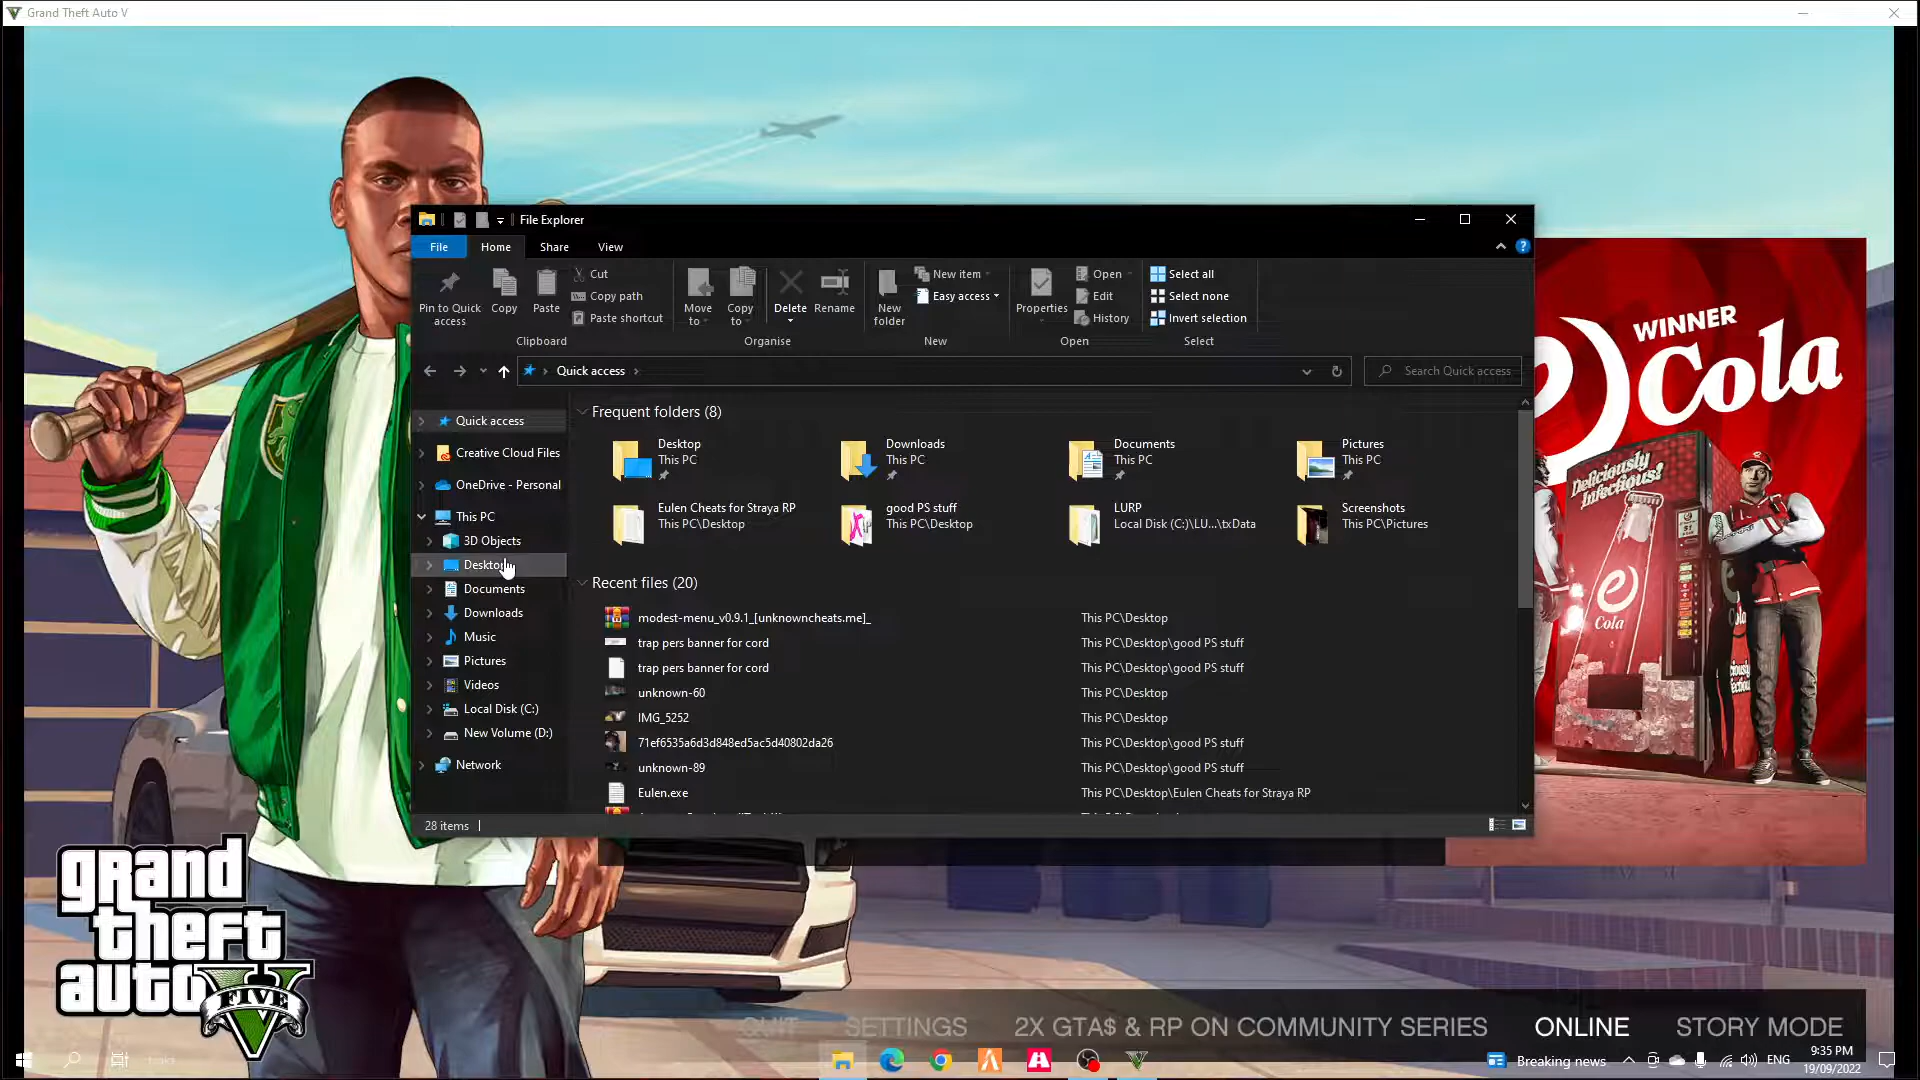 Grand Theft Auto V
File Explorer
File
Home
Share
View
Pin to Quick access
Copy
Paste
Cut
Copy path
Paste shortcut
Clipboard
Move to
Copy to
Delete
Rename
Organise
New folder
New item
Easy access
New
Properties
Open
Edit
History
Open
Select all
Select none
Invert selection
Select
Quick access
Search Quick access
Quick access
Creative Cloud Files
OneDrive - Personal
This PC
3D Objects
Desktop
Documents
Downloads
Music
Pictures
Videos
Local Disk (C:)
New Volume (D:)
Network
Frequent folders (8)
Desktop
This PC
Downloads
This PC
Documents
This PC
Pictures
This PC
Eulen Cheats for Straya RP
This PC\Desktop
good PS stuff
This PC\Desktop
LURP
Local Disk (C:)\LU...\txData
Screenshots
This PC\Pictures
Recent files (20)
modest-menu_v0.9.1_[unknowncheats.me]_ This PC\Desktop
trap pers banner for cord This PC\Desktop\good PS stuff
trap pers banner for cord This PC\Desktop\good PS stuff
unknown-60 This PC\Desktop
IMG_5252 This PC\Desktop
71ef6535a6d3d848ed5ac5d40802da26 This PC\Desktop\good PS stuff
unknown-89 This PC\Desktop\good PS stuff
Eulen.exe This PC\Desktop\Eulen Cheats for Straya RP
28 items
WINNER
Cola
Deliciously
Infectious!
e
Cola
grand
theft
auto V
FIVE
QUIT
SETTINGS
2X GTA$ & RP ON COMMUNITY SERIES
ONLINE
STORY MODE
Breaking news
ENG
9:35 PM
19/09/2022